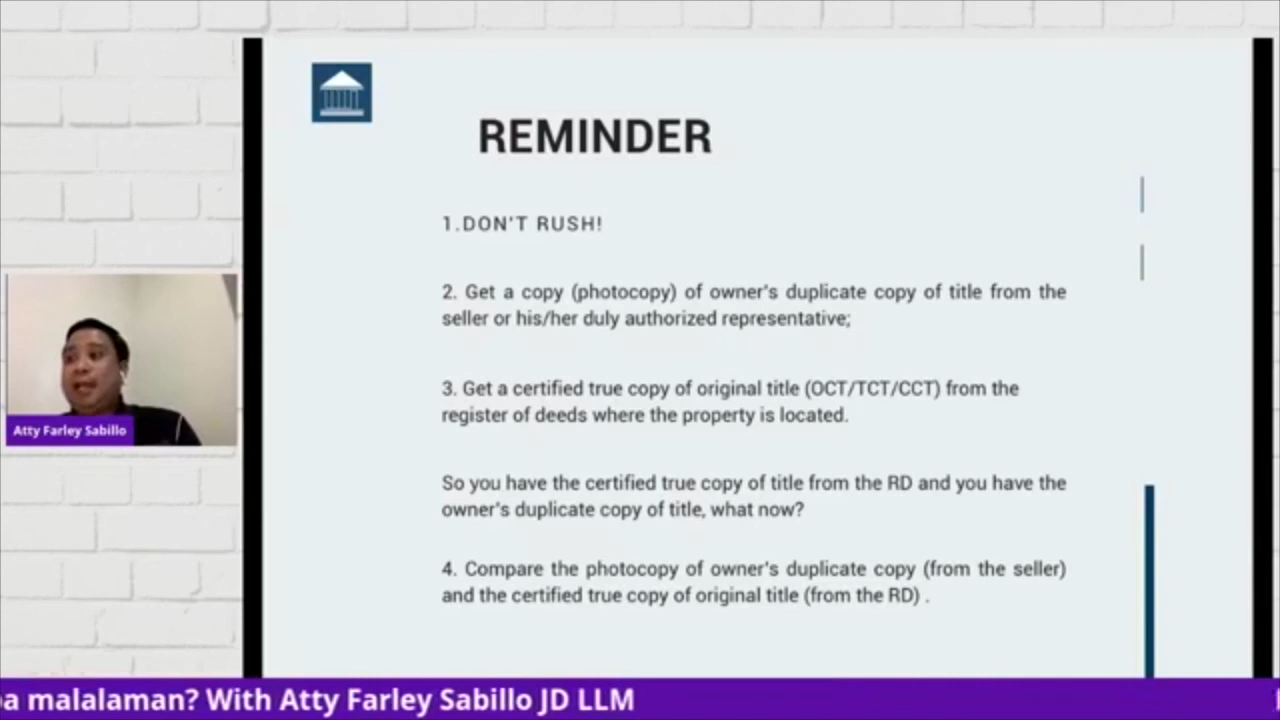 REMINDER
1.DON'T RUSH!
2. Get a copy (photocopy) of owner's duplicate copy of title from the
seller or his/her duly authorized representative;
3. Get a certified true copy of original title (OCT/TCT/CCT) from the
register of deeds where the property is located.
So you have the certified true copy of title from the RD and you have the
owner's duplicate copy of title, what now?
4. Compare the photocopy of owner's duplicate copy (from the seller)
and the certified true copy of original title (from the RD) .
Atty Farley Sabillo
malalaman? With Atty Farley Sabillo JD LLM